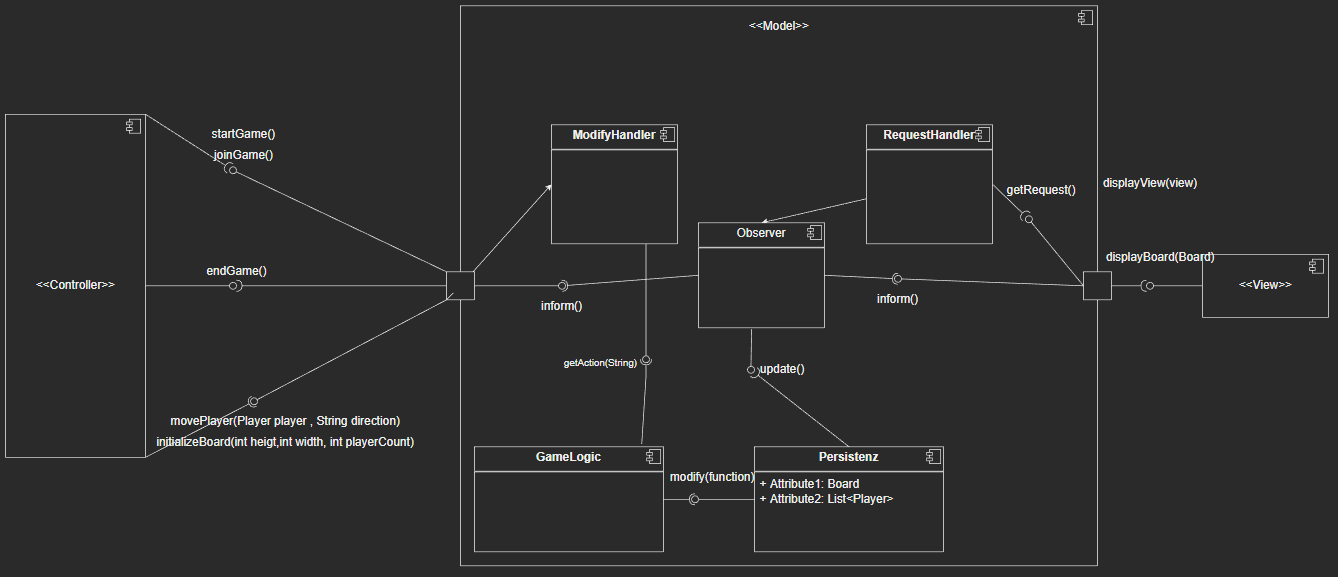 <<Model>>
startGame()
joinGame()
ModifyHandler
RequestHandler
getRequest()
displayView(view)
Observer
endGame()
displayBoard(Board)
<<Controller>>
<<View>>
inform()
inform()
getAction(String)
update()
movePlayer(Player player , String direction)
initializeBoard(int heigt,int width, int playerCount)
GameLogic
Persistenz
modify(function)
+ Attribute1: Board
+ Attribute2: List<Player>